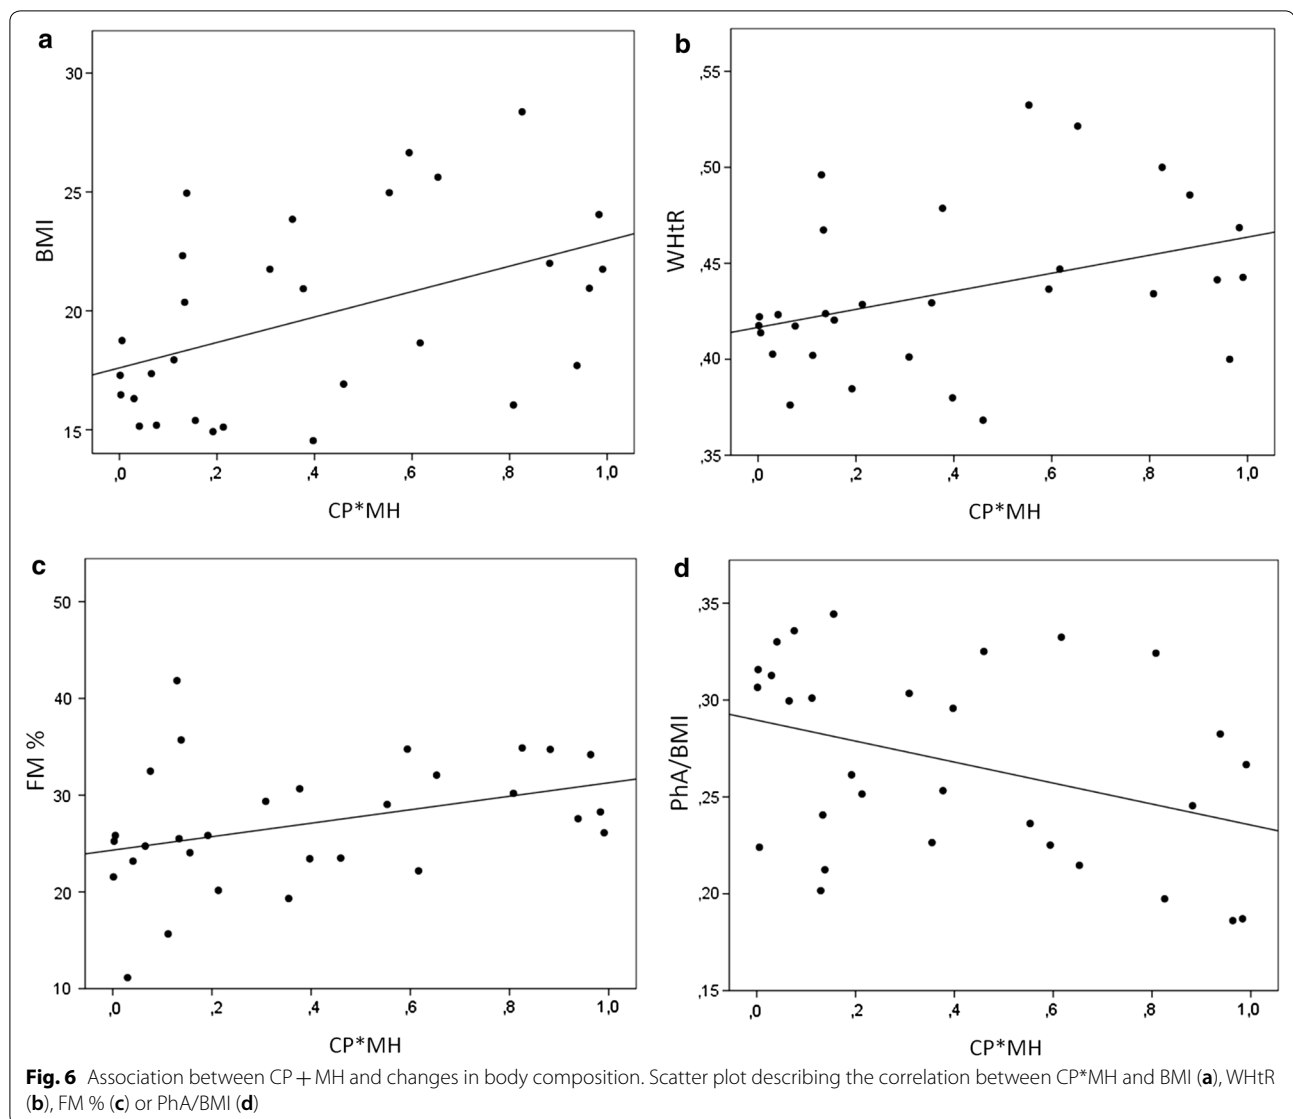 a
30
25
20
15
BMI
,0 ,2 ,4 ,6 ,8 1,0
CP*MH
b
,55
,50
,45
,40
,35
WHtR
,0 ,2 ,4 ,6 ,8 1,0
CP*MH
c
50
40
30
20
10
FM %
,0 ,2 ,4 ,6 ,8 1,0
CP*MH
d
,35
,30
,25
,20
,15
PhA/BMI
,0 ,2 ,4 ,6 ,8 1,0
CP*MH
Fig. 6 Association between CP + MH and changes in body composition. Scatter plot describing the correlation between CP*MH and BMI (a), WHtR
(b), FM % (c) or PhA/BMI (d)